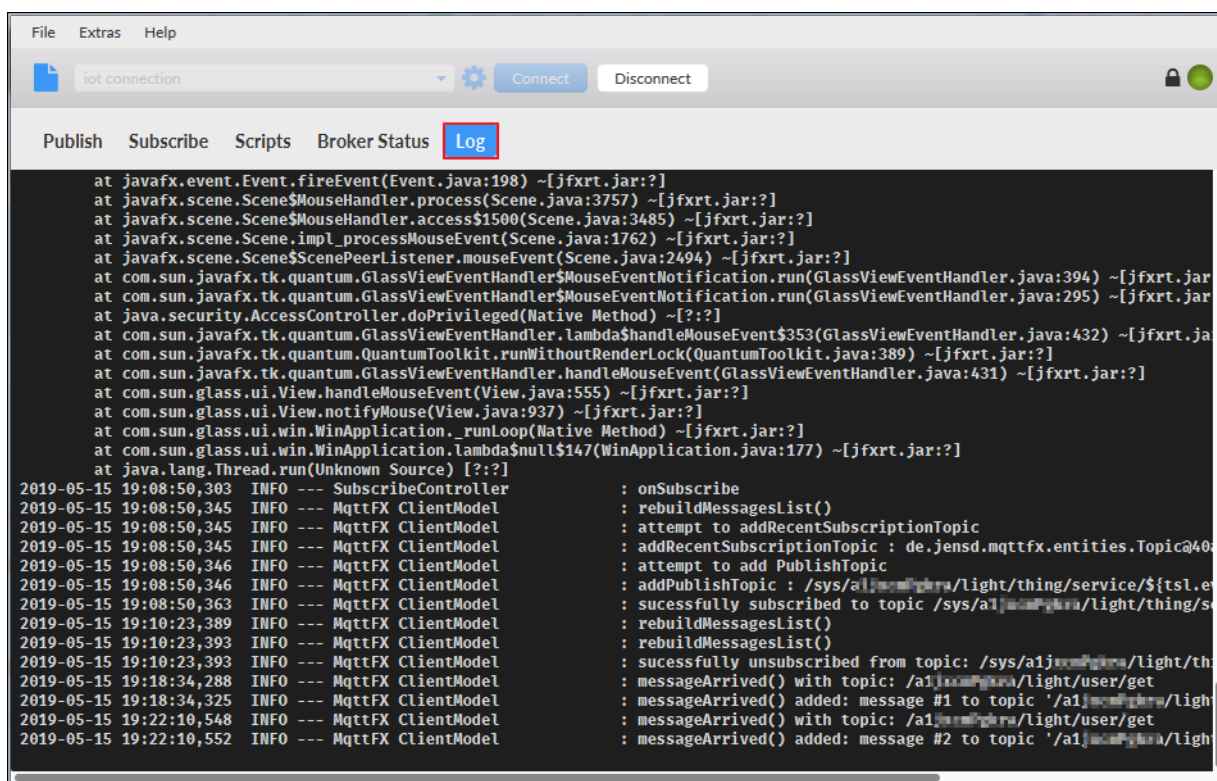 File Extras Help
iot connection Connect Disconnect
Publish Subscribe Scripts Broker Status Log
at javafx.event.Event.fireEvent(Event.java:198) ~[jfxrt.jar:?]
at javafx.scene.Scene$MouseHandler.process(Scene.java:3757) ~[jfxrt.jar:?]
at javafx.scene.Scene$MouseHandler.access$1500(Scene.java:3485) ~[jfxrt.jar:?]
at javafx.scene.Scene.impl_processMouseEvent(Scene.java:1762) ~[jfxrt.jar:?]
at javafx.scene.Scene$ScenePeerListener.mouseEvent(Scene.java:2494) ~[jfxrt.jar:?]
at com.sun.javafx.tk.quantum.GlassViewEventHandler$MouseEventNotification.run(GlassViewEventHandler.java:394) ~[jfxrt.jar
at com.sun.javafx.tk.quantum.GlassViewEventHandler$MouseEventNotification.run(GlassViewEventHandler.java:295) ~[jfxrt.jar
at java.security.AccessController.doPrivileged(Native Method) ~[?:?]
at com.sun.javafx.tk.quantum.GlassViewEventHandler.lambda$handleMouseEvent$353(GlassViewEventHandler.java:432) ~[jfxrt.ja
at com.sun.javafx.tk.quantum.QuantumToolkit.runWithoutRenderLock(QuantumToolkit.java:389) ~[jfxrt.jar:?]
at com.sun.javafx.tk.quantum.GlassViewEventHandler.handleMouseEvent(GlassViewEventHandler.java:431) ~[jfxrt.jar:?]
at com.sun.glass.ui.View.handleMouseEvent(View.java:555) ~[jfxrt.jar:?]
at com.sun.glass.ui.View.notifyMouse(View.java:937) ~[jfxrt.jar:?]
at com.sun.glass.ui.win.WinApplication._runLoop(Native Method) ~[jfxrt.jar:?]
at com.sun.glass.ui.win.WinApplication.lambda$null$147(WinApplication.java:177) ~[jfxrt.jar:?]
at java.lang.Thread.run(Unknown Source) [?:?]
2019-05-15 19:08:50,303 INFO --- SubscribeController : onSubscribe
2019-05-15 19:08:50,345 INFO --- MqttFX ClientModel : rebuildMessagesList()
2019-05-15 19:08:50,345 INFO --- MqttFX ClientModel : attempt to addRecentSubscriptionTopic
2019-05-15 19:08:50,345 INFO --- MqttFX ClientModel : addRecentSubscriptionTopic : de.jensd.mqttfx.entities.Topic@40
2019-05-15 19:08:50,346 INFO --- MqttFX ClientModel : attempt to add PublishTopic
2019-05-15 19:08:50,346 INFO --- MqttFX ClientModel : addPublishTopic : /sys/a /light/thing/service/${tsl.ev
2019-05-15 19:08:50,363 INFO --- MqttFX ClientModel : sucessfully subscribed to topic /sys/a1 /light/thing/s
2019-05-15 19:10:23,389 INFO --- MqttFX ClientModel : rebuildMessagesList()
2019-05-15 19:10:23,393 INFO --- MqttFX ClientModel : rebuildMessagesList()
2019-05-15 19:10:23,393 INFO --- MqttFX ClientModel : sucessfully unsubscribed from topic: /sys/a1j /light/th
2019-05-15 19:18:34,288 INFO --- MqttFX ClientModel : messageArrived() with topic: /a1 /light/user/get
2019-05-15 19:18:34,325 INFO --- MqttFX ClientModel : messageArrived() added: message #1 to topic '/a1j /ligh
2019-05-15 19:22:10,548 INFO --- MqttFX ClientModel : messageArrived() with topic: /a1 /light/user/get
2019-05-15 19:22:10,552 INFO --- MqttFX ClientModel : messageArrived() added: message #2 to topic '/a1j /ligh